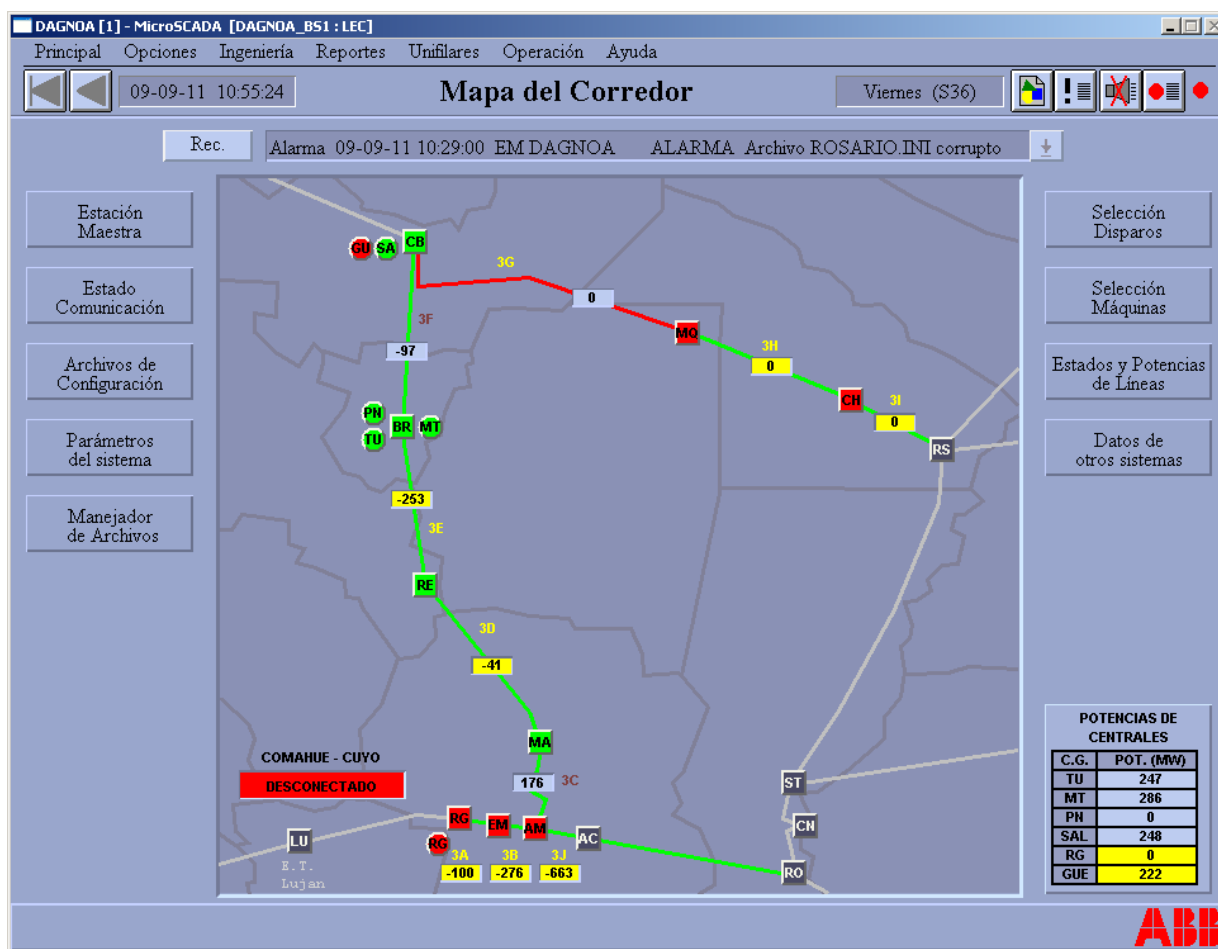 DAGNOA [1] - MicroSCADA [DAGNOA_BS1 : LEC]
Principal Opciones Ingeniería Reportes Unifilares Operación Ayuda
09-09-11 10:55:24
Mapa del Corredor
Viernes (S36)
Rec.
Alarma 09-09-11 10:29:00 EM DAGNOA ALARMA Archivo ROSARIO.INI corrupto
Estación
Maestra
Estado
Comunicación
Archivos de
Configuración
Parámetros
del sistema
Manejador
de Archivos
GU SA CB
3G
0
3F
-97
MQ
3H
0
CH
3I
0
RS
PN
BR MT
TU
-253
3E
RE
3D
-41
MA
COMAHUE - CUYO
DESCONECTADO
176 3C
ST
RG EM AM AC
CN
LU
RG
E.T.
Lujan
3A 3B 3J
-100 -276 -663
RO
Selección
Disparos
Selección
Máquinas
Estados y Potencias
de Líneas
Datos de
otros sistemas
POTENCIAS DE
CENTRALES
C.G. POT. (MW)
TU 247
MT 286
PN 0
SAL 248
RG 0
GUE 222
ABB